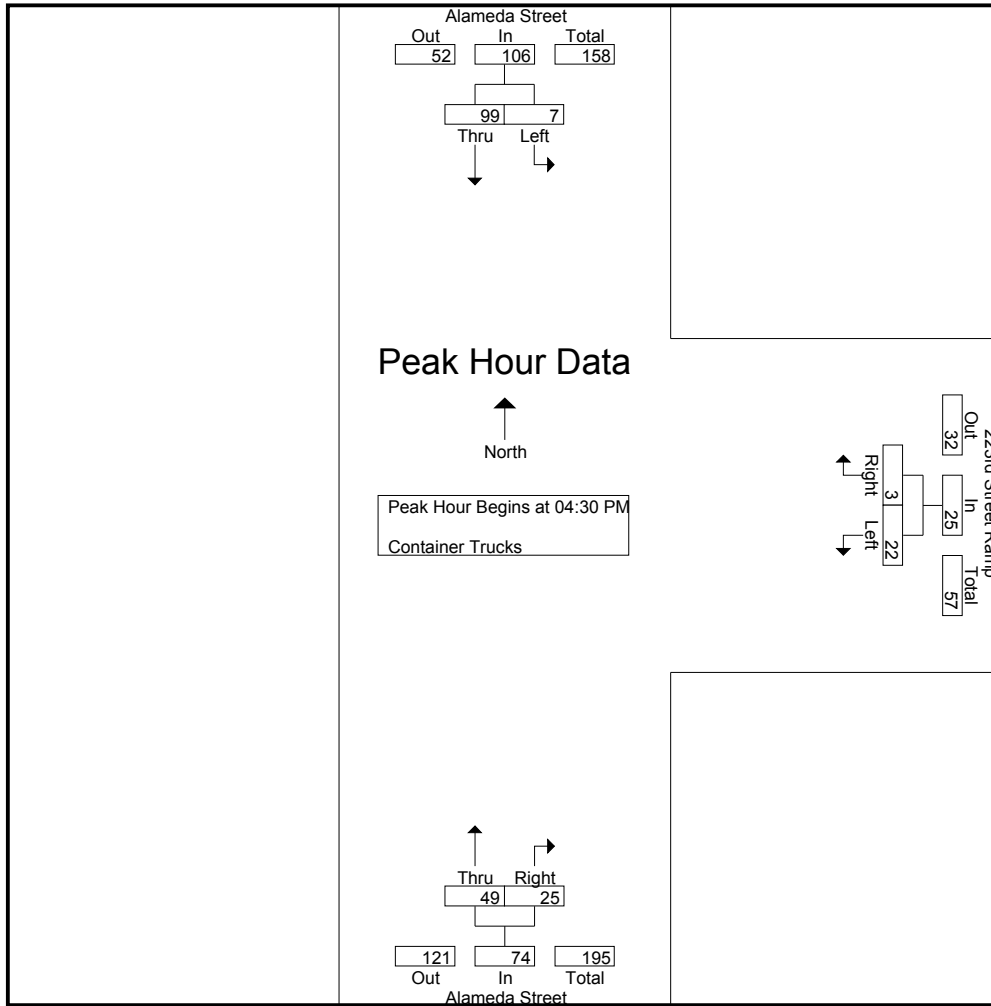 Alameda Street
Out In Total
52 106 158
99 7
Thru Left
Peak Hour Data
North
Peak Hour Begins at 04:30 PM
Container Trucks
Street Ramp
Out In Total
32 25 57
Right Left
3 22
Thru Right
49 25
121 74 195
Out In Total
Alameda Street